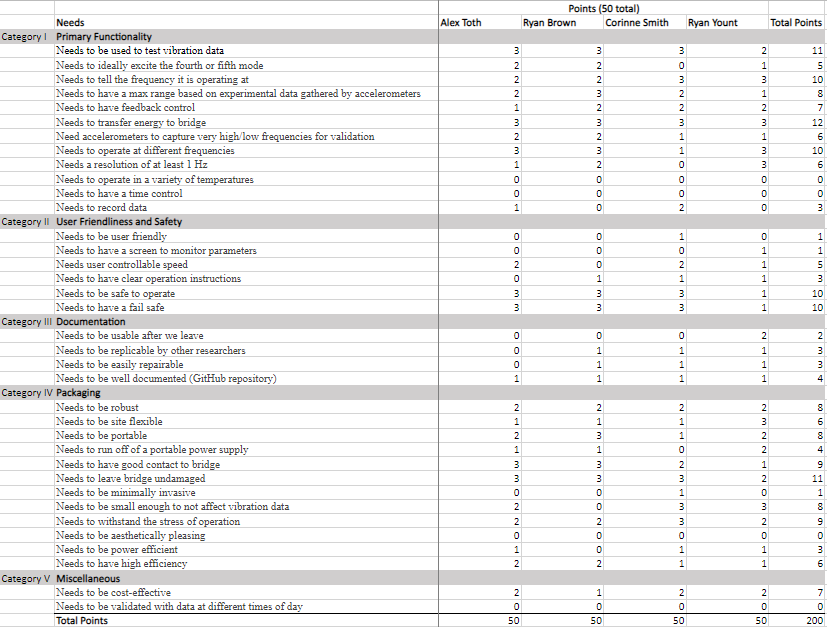 Points (50 total)
Needs Alex Toth Ryan Brown Corinne Smith Ryan Yount Total Points
Category I Primary Functionality
Needs to be used to test vibration data 3 3 3 2 11
Needs to ideally excite the fourth or fifth mode 2 2 0 1 5
Needs to tell the frequency it is operating at 2 2 3 3 10
Needs to have a max range based on experimental data gathered by accelerometers 2 3 2 1 8
Needs to have feedback control 1 2 2 2 7
Needs to transfer energy to bridge 3 3 3 3 12
Need accelerometers to capture very high/low frequencies for validation 2 2 1 1 6
Needs to operate at different frequencies 3 3 1 3 10
Needs a resolution of at least 1 Hz 1 2 0 3 6
Needs to operate in a variety of temperatures 0 0 0 0 0
Needs to have a time control 0 0 0 0 0
Needs to record data 1 0 2 0 3
Category II User Friendliness and Safety
Needs to be user friendly 0 0 1 0 1
Needs to have a screen to monitor parameters 0 0 0 1 1
Needs user controllable speed 2 0 2 1 5
Needs to have clear operation instructions 0 1 1 1 3
Needs to be safe to operate 3 3 3 1 10
Needs to have a fail safe 3 3 3 1 10
Category III Documentation
Needs to be usable after we leave 0 0 0 2 2
Needs to be replicable by other researchers 0 1 1 1 3
Needs to be easily repairable 0 1 1 1 3
Needs to be well documented (GitHub repository) 1 1 1 1 4
Category IV Packaging
Needs to be robust 2 2 2 2 8
Needs to be site flexible 1 1 1 3 6
Needs to be portable 2 3 1 2 8
Needs to run off of a portable power supply 1 1 0 2 4
Needs to have good contact to bridge 3 3 2 1 9
Needs to leave bridge undamaged 3 3 3 2 11
Needs to be minimally invasive 0 0 1 0 1
Needs to be small enough to not affect vibration data 2 0 3 3 8
Needs to withstand the stress of operation 2 2 3 2 9
Needs to be aesthetically pleasing 0 0 0 0 0
Needs to be power efficient 1 0 1 1 3
Needs to have high efficiency 2 2 1 1 6
Category V Miscellaneous
Needs to be cost-effective 2 1 2 2 7
Needs to be validated with data at different times of day 0 0 0 0 0
Total Points 50 50 50 50 200